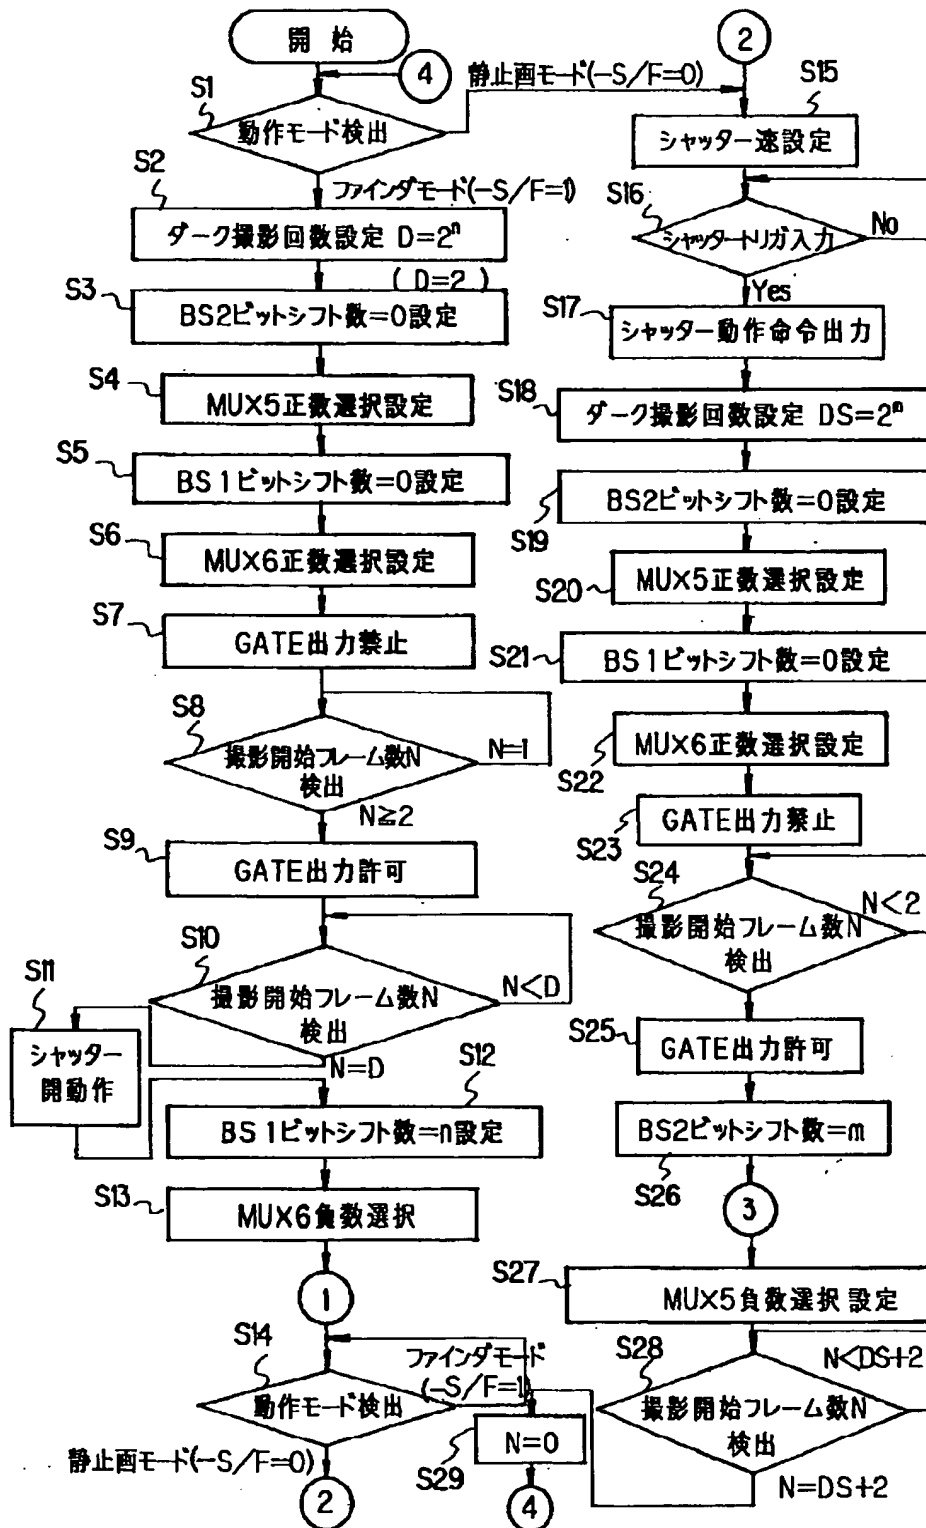 開始
4
S1
動作モード検出
静止画モード(-S/F=0)
ファインダモード(-S/F=1)
S2
ダーク撮影回数設定 D=2ⁿ
( D=2 )
S3
BS2ビットシフト数=0設定
S4
MUX5正数選択設定
S5
BS1ビットシフト数=0設定
S6
MUX6正数選択設定
S7
GATE出力禁止
S8
撮影開始フレーム数N
検出
N=1
N≧2
S9
GATE出力許可
S10
撮影開始フレーム数N
検出
N<D
N=D
S11
シャッター
開動作
S12
BS1ビットシフト数=n設定
S13
MUX6負数選択
1
S14
動作モード検出
ファインダモード
(-S/F=1)
静止画モード(-S/F=0)
2
2
S15
シャッター速設定
S16
シャッタートリガ入力
No
Yes
S17
シャッター動作命令出力
S18
ダーク撮影回数設定 DS=2ⁿ
S19
BS2ビットシフト数=0設定
S20
MUX5正数選択設定
S21
BS1ビットシフト数=0設定
S22
MUX6正数選択設定
S23
GATE出力禁止
S24
撮影開始フレーム数N
検出
N<2
S25
GATE出力許可
S26
BS2ビットシフト数=m
3
S27
MUX5負数選択設定
S28
撮影開始フレーム数N
検出
N<DS+2
N=DS+2
S29
N=0
4